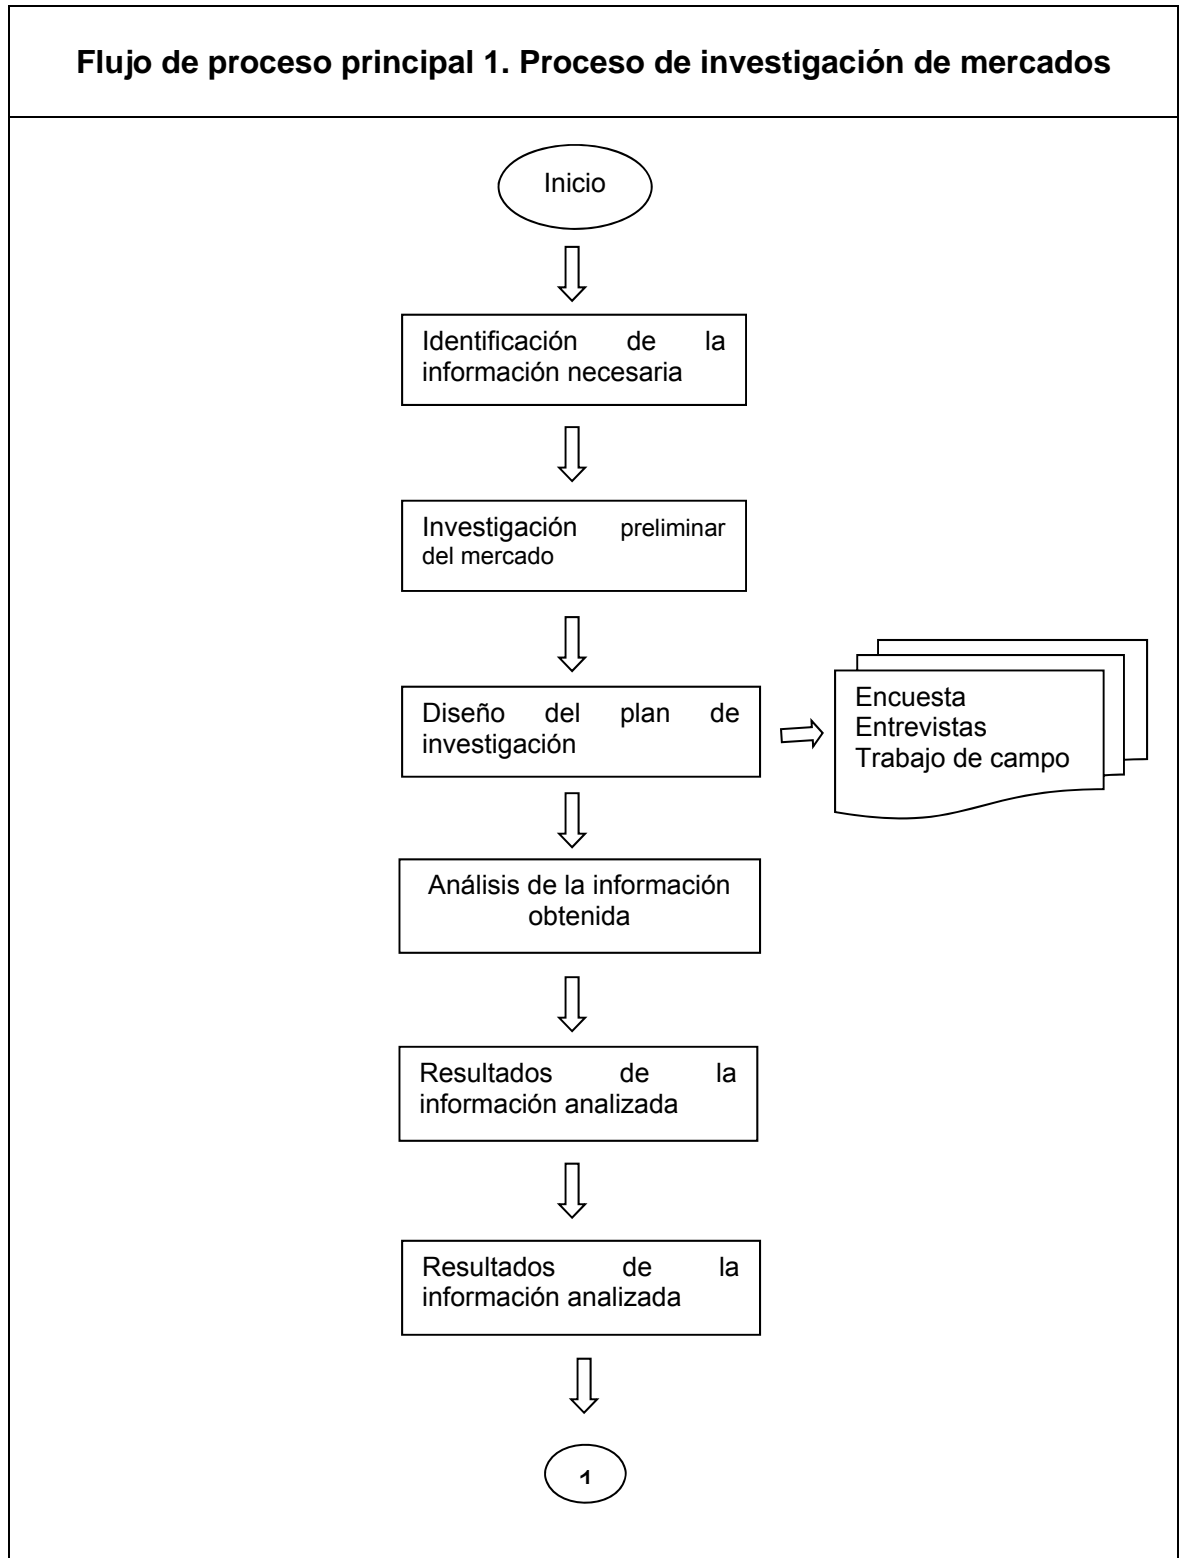 Flujo de proceso principal 1. Proceso de investigación de mercados
Inicio
Identificación de la
información necesaria
Investigación preliminar
del mercado
Diseño del plan de
investigación
Encuesta
Entrevistas
Trabajo de campo
Análisis de la información
obtenida
Resultados de la
información analizada
Resultados de la
información analizada
1